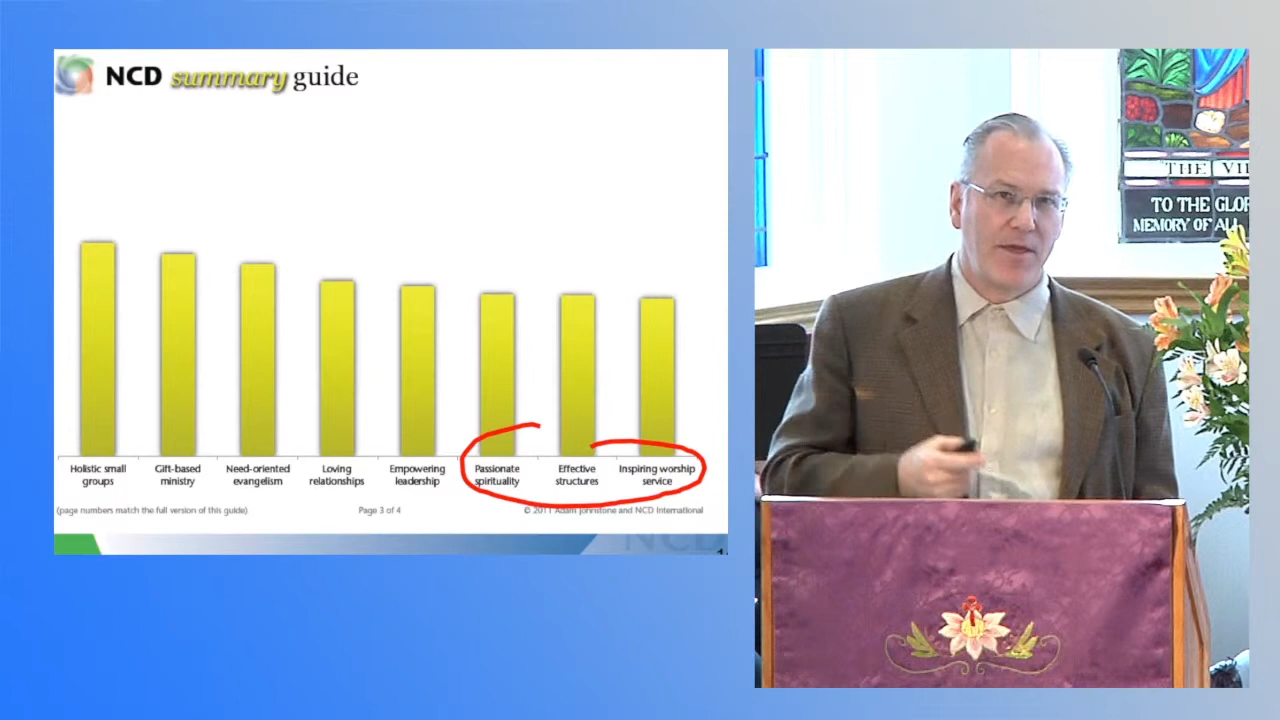 NCD summary guide
Holistic small
groups
Gift-based
ministry
Need-oriented
evangelism
Loving
relationships
Empowering
leadership
Passionate
spirituality
Effective
structures
Inspiring worship
service
(page numbers match the full version of this guide)
Page 3 of 4
© 2011 Adam Johnstone and NCD International
NCD
THE
TO THE
MEMORY OF